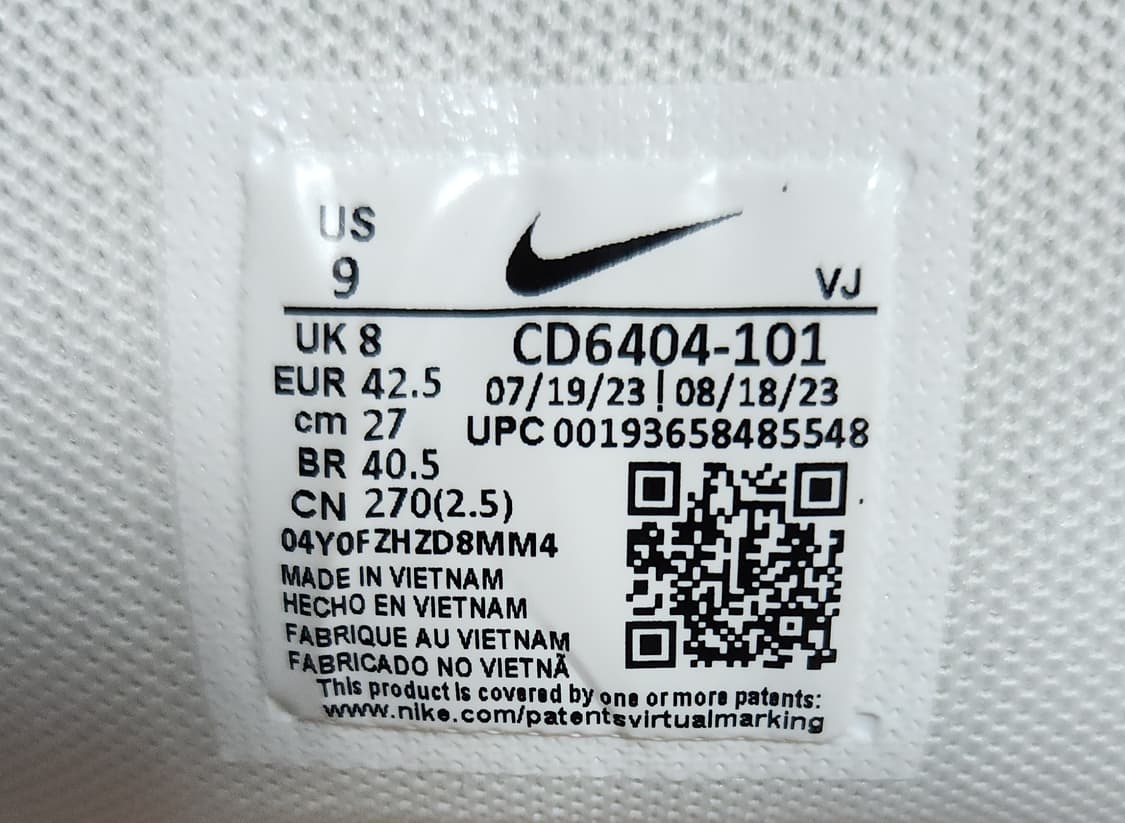 US
9
VJ
UK 8
CD6404-101
EUR 42.5
07/19/23 | 08/18/23
cm 27
UPC 00193658485548
BR 40.5
CN 270(2.5)
04Y0FZHZD8MM4
MADE IN VIETNAM
HECHO EN VIETNAM
FABRIQUE AU VIETNAM
FABRICADO NO VIETNÃ
This product is covered by one or more patents:
www.nike.com/patentsvirtualmarking